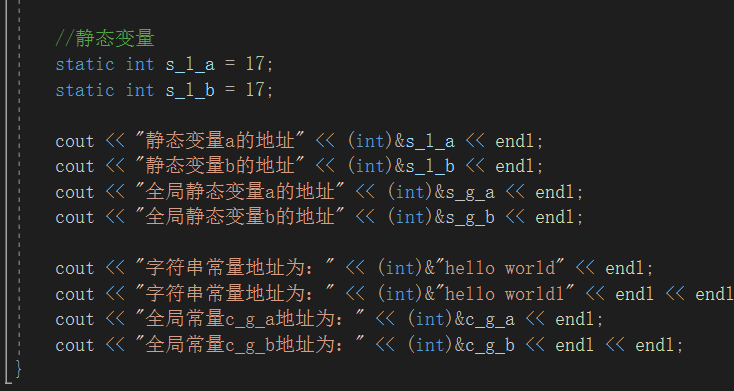 //静态变量
static int s_l_a = 17;
static int s_l_b = 17;
cout << "静态变量a的地址" << (int)&s_l_a << endl;
cout << "静态变量b的地址" << (int)&s_l_b << endl;
cout << "全局静态变量a的地址" << (int)&s_g_a << endl;
cout << "全局静态变量b的地址" << (int)&s_g_b << endl;
cout << "字符串常量地址为：" << (int)&"hello world" << endl;
cout << "字符串常量地址为：" << (int)&"hello world1" << endl << endl
cout << "全局常量c_g_a地址为：" << (int)&c_g_a << endl;
cout << "全局常量c_g_b地址为：" << (int)&c_g_b << endl << endl;
}